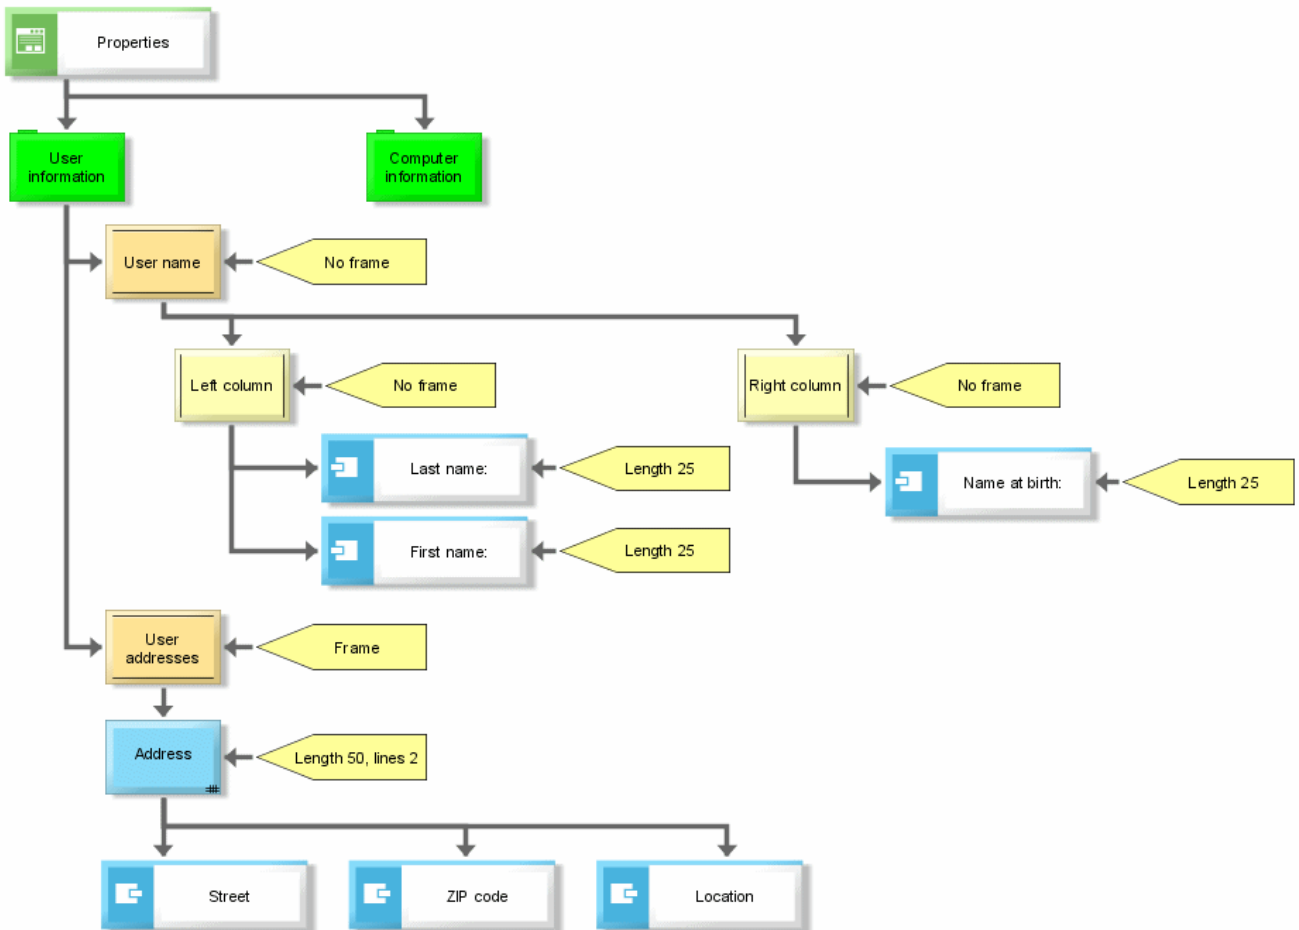 Properties
User
information
Computer
information
User name
No frame
Left column
No frame
Right column
No frame
Last name:
Length 25
Name at birth:
Length 25
First name:
Length 25
User
addresses
Frame
Address
Length 50, lines 2
Street
ZIP code
Location